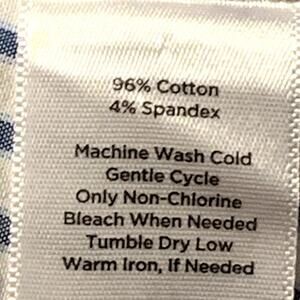 96% Cotton
4% Spandex
Machine Wash Cold
Gentle Cycle
Only Non-Chlorine
Bleach When Needed
Tumble Dry Low
Warm Iron, If Needed